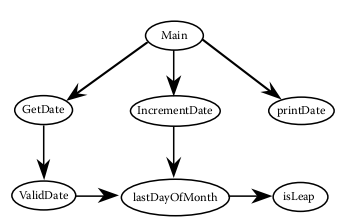 Main
GetDate
IncrementDate
printDate
ValidDate
lastDayOfMonth
isLeap